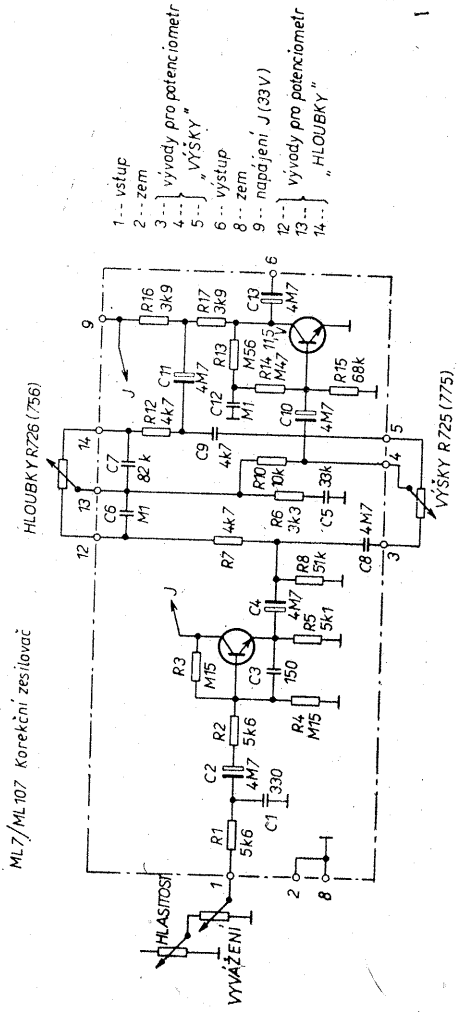 ML7/ML107 Korekční zesilovač
HLASITOST
VYVÁŽENÍ
1
2
8
R1
5k6
C1
330
C2
4M7
R2
5k6
R3
M15
J
R4
M15
C3
150
C4
4M7
R5
5k1
R8
51k
R7
4k7
C8
4M7
3
HLOUBKY R726 (756)
12
13
14
C6
M1
C7
82k
R6
3k3
C5
33k
R10
10k
R12
4k7
C9
4k7
C11
4M7
C10
4M7
4
5
VÝŠKY R725 (775)
9
J
R16
3k9
R17
3k9
R13
M56
C12
M1
R14
M47
11,5V
R15
68k
C13
4M7
6
1 -- vstup
2 -- zem
3 -- vývody pro potenciometr
4 --
5 -- „VÝŠKY"
6 -- výstup
8 -- zem
9 -- napájení J (33V)
12 -- vývody pro potenciometr
13 --
14 -- „HLOUBKY"